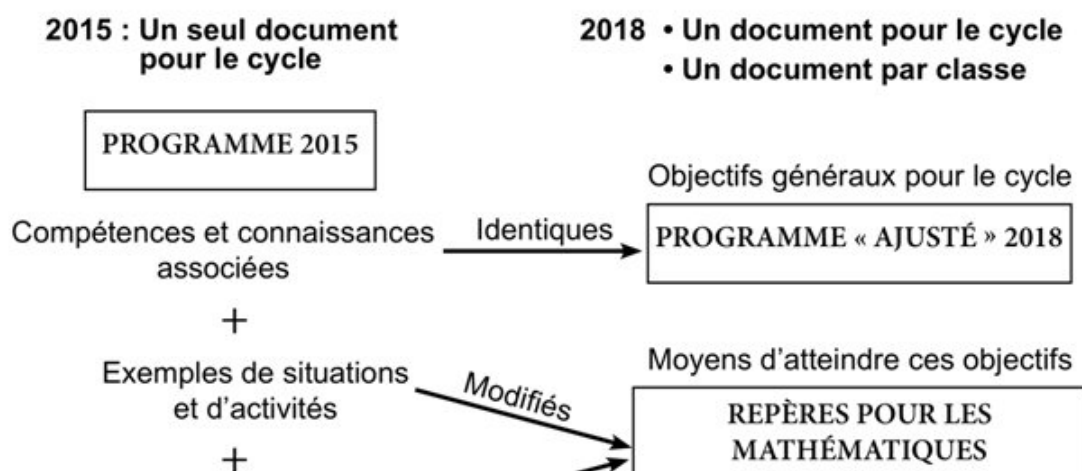 2015 : Un seul document
pour le cycle
2018 • Un document pour le cycle
• Un document par classe
PROGRAMME 2015
Objectifs généraux pour le cycle
Compétences et connaissances
associées
Identiques
PROGRAMME « AJUSTÉ » 2018
+
Exemples de situations
et d'activités
Modifiés
Moyens d'atteindre ces objectifs
REPÈRES POUR LES
MATHÉMATIQUES
+